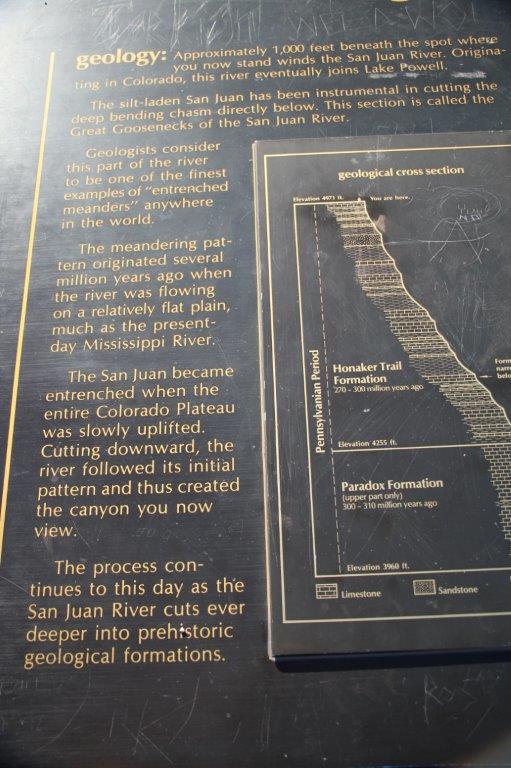 geology: Approximately 1,000 feet beneath the spot where
you now stand winds the San Juan River. Origina-
ting in Colorado, this river eventually joins Lake Powell.
The silt-laden San Juan has been instrumental in cutting the
deep bending chasm directly below. This section is called the
Great Goosenecks of the San Juan River.
Geologists consider
this part of the river
to be one of the finest
examples of "entrenched
meanders" anywhere
in the world.
The meandering pat-
tern originated several
million years ago when
the river was flowing
on a relatively flat plain,
much as the present-
day Mississippi River.
The San Juan became
entrenched when the
entire Colorado Plateau
was slowly uplifted.
Cutting downward, the
river followed its initial
pattern and thus created
the canyon you now
view.
The process con-
tinues to this day as the
San Juan River cuts ever
deeper into prehistoric
geological formations.
geological cross section
Elevation 4971 ft.
You are here.
Pennsylvanian Period
Honaker Trail
Formation
270 - 300 million years ago
Elevation 4255 ft.
Paradox Formation
(upper part only)
300 - 310 million years ago
Elevation 3960 ft.
Limestone
Sandstone